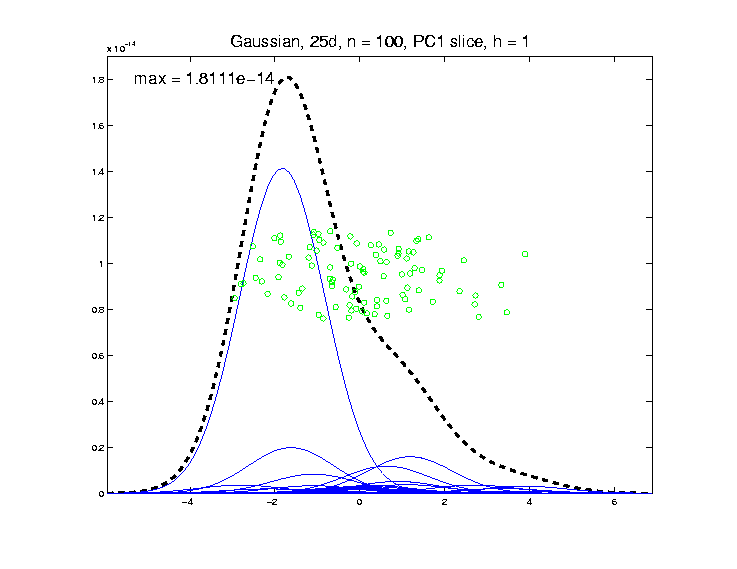 Gaussian, 25d, n = 100, PC1 slice, h = 1
x 10^-14
max = 1.8111e-14
1.8
1.6
1.4
1.2
1
0.8
0.6
0.4
0.2
0
-4 -2 0 2 4 6